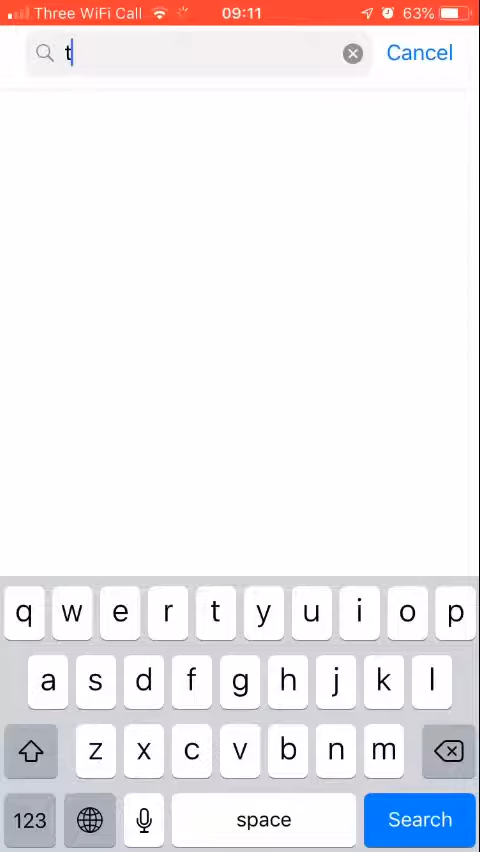 Three WiFi Call 09:11 63%
t Cancel
q w e r t y u i o p
a s d f g h j k l
z x c v b n m
123 space Search